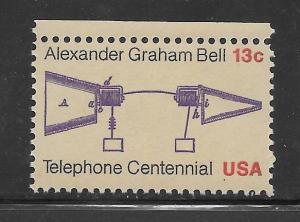 Alexander Graham Bell 13c
d
A a b h i
Telephone Centennial USA